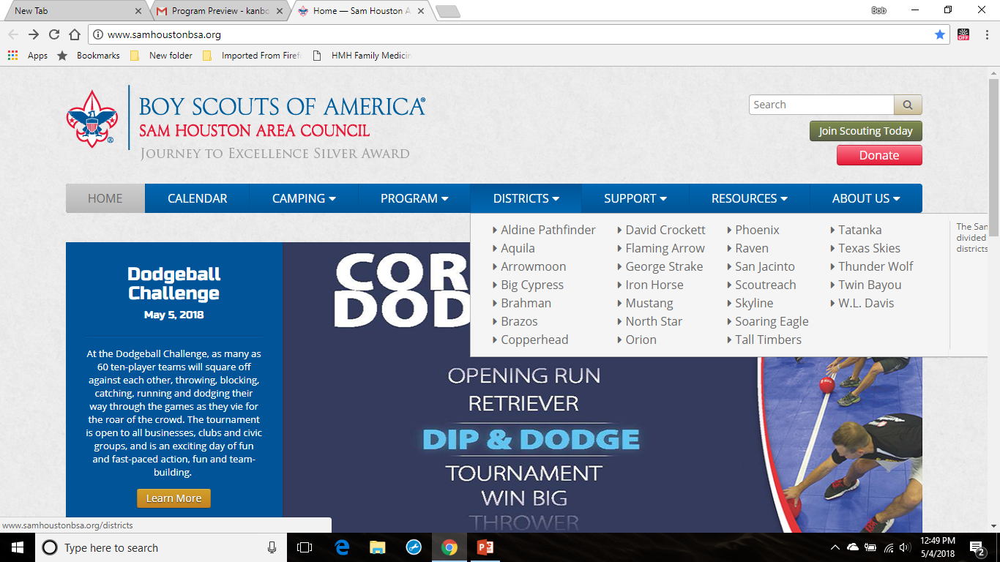 New Tab
Program Preview - kanbo
Home — Sam Houston A
Bob
www.samhoustonbsa.org
OFF
Apps
Bookmarks
New folder
Imported From Firef
HMH Family Medicin
BOY SCOUTS OF AMERICA®
SAM HOUSTON AREA COUNCIL
JOURNEY TO EXCELLENCE SILVER AWARD
Search
Join Scouting Today
Donate
HOME
CALENDAR
CAMPING
PROGRAM
DISTRICTS
SUPPORT
RESOURCES
ABOUT US
Aldine Pathfinder
Aquila
Arrowmoon
Big Cypress
Brahman
Brazos
Copperhead
David Crockett
Flaming Arrow
George Strake
Iron Horse
Mustang
North Star
Orion
Phoenix
Raven
San Jacinto
Scoutreach
Skyline
Soaring Eagle
Tall Timbers
Tatanka
Texas Skies
Thunder Wolf
Twin Bayou
W.L. Davis
The Sam
divided
districts
Dodgeball
Challenge
May 5, 2018
At the Dodgeball Challenge, as many as
60 ten-player teams will square off
against each other, throwing, blocking,
catching, running and dodging their
way through the games as they vie for
the roar of the crowd. The tournament
is open to all businesses, clubs and civic
groups, and is an exciting day of fun
and fast-paced action, fun and team-
building.
Learn More
COR
DOD
OPENING RUN
RETRIEVER
DIP & DODGE
TOURNAMENT
WIN BIG
THROWER
www.samhoustonbsa.org/districts
Type here to search
12:49 PM
5/4/2018
2